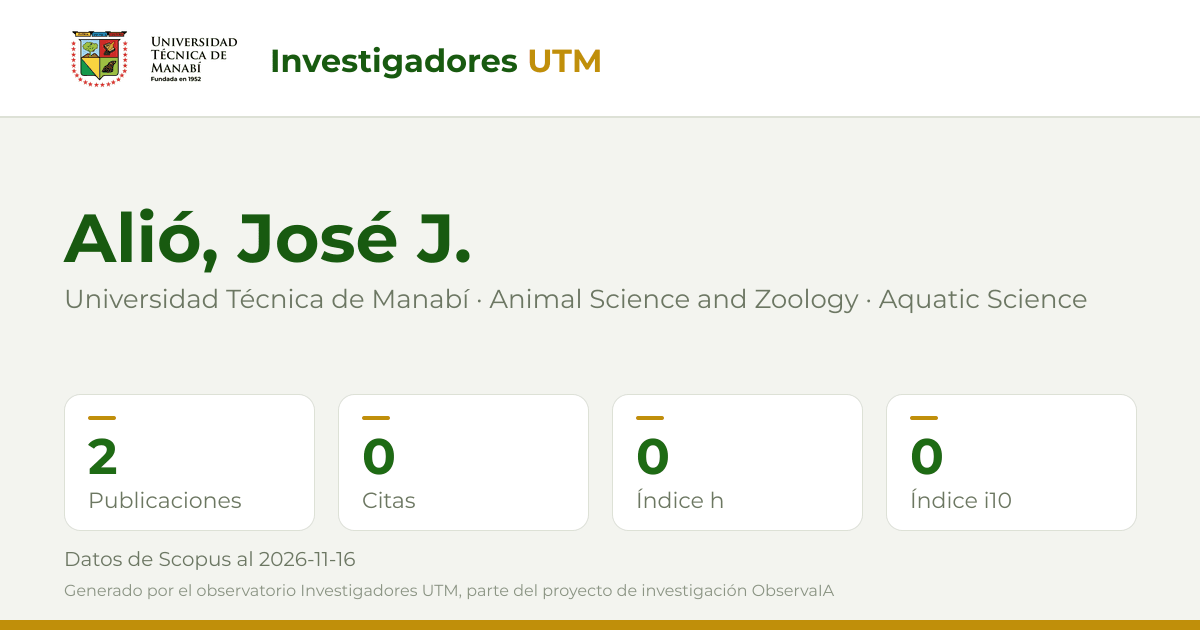 UNIVERSIDAD
TÉCNICA DE
MANABÍ
Fundada en 1952
Investigadores UTM
Alió, José J.
Universidad Técnica de Manabí · Animal Science and Zoology · Aquatic Science
2
Publicaciones
0
Citas
0
Índice h
0
Índice i10
Datos de Scopus al 2026-11-16
Generado por el observatorio Investigadores UTM, parte del proyecto de investigación ObservaIA